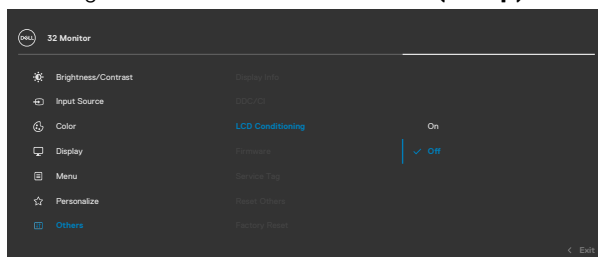 DELL
32 Monitor
Brightness/Contrast
Display Info
Input Source
DDC/CI
Color
LCD Conditioning
On
Display
Firmware
Off
Menu
Service Tag
Personalize
Reset Others
Others
Factory Reset
Exit